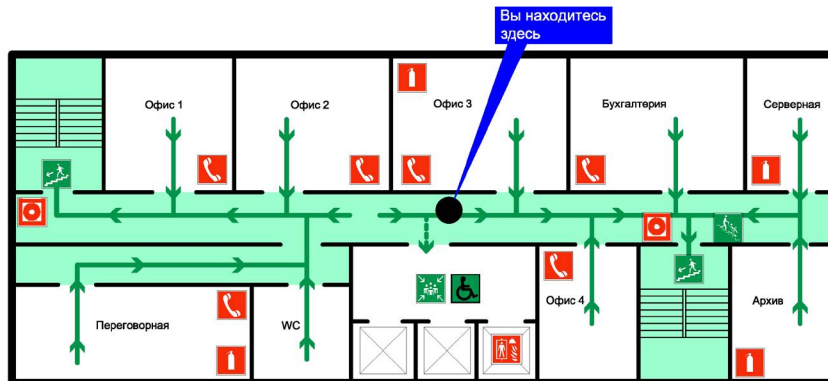 Вы находитесь
здесь
Офис 1
Офис 2
Офис 3
Бухгалтерия
Серверная
Переговорная
WC
Офис 4
Архив